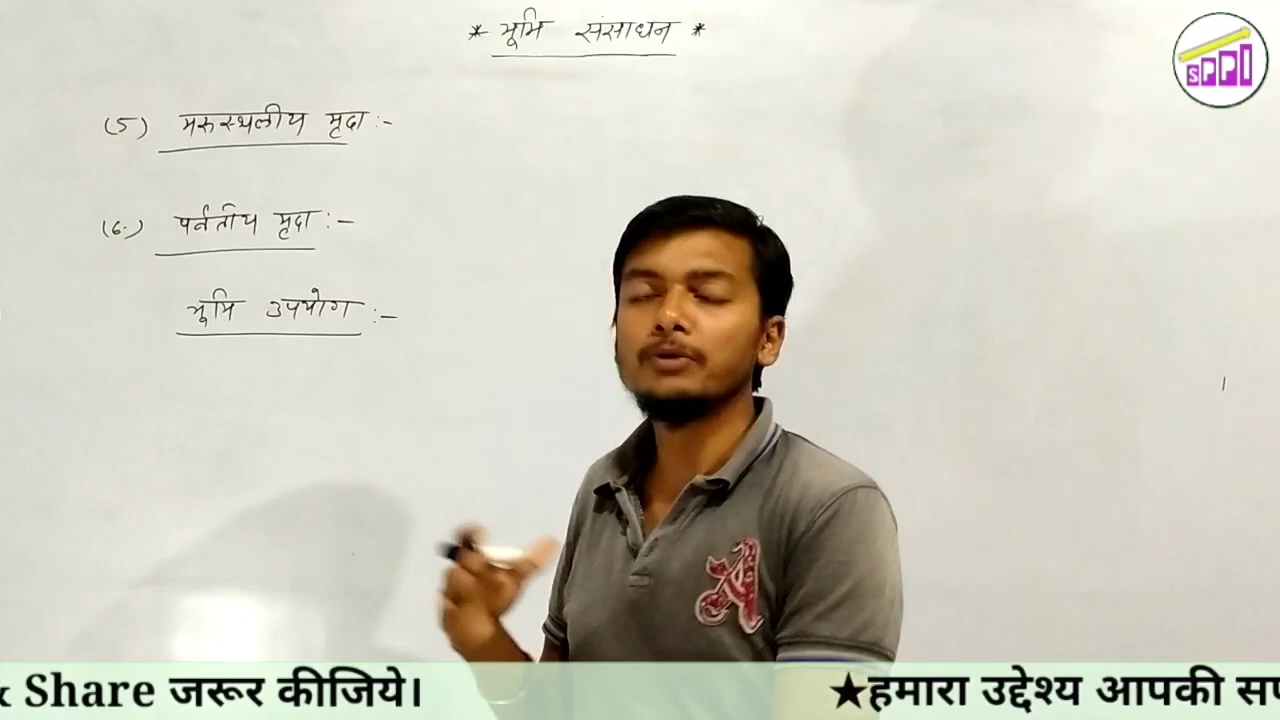 * भूमि संसाधन *
SPPI
(5) मरुस्थलीय मृदा :-
(6.) पर्वतीय मृदा :-
भूमि उपयोग :-
A
& Share जरूर कीजिये। ★हमारा उद्देश्य आपकी